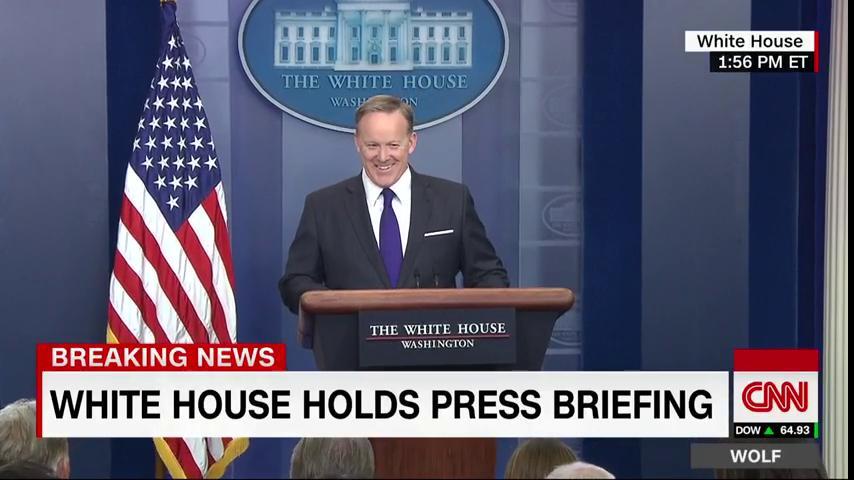 THE WHITE HOUSE
WASHINGTON
White House
1:56 PM ET
THE WHITE HOUSE
WASHINGTON
BREAKING NEWS
WHITE HOUSE HOLDS PRESS BRIEFING
CNN
DOW ▲ 64.93
WOLF